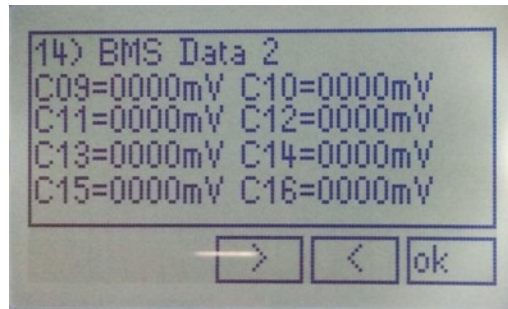 14) BMS Data 2
C09=0000mV C10=0000mV
C11=0000mV C12=0000mV
C13=0000mV C14=0000mV
C15=0000mV C16=0000mV
> < ok